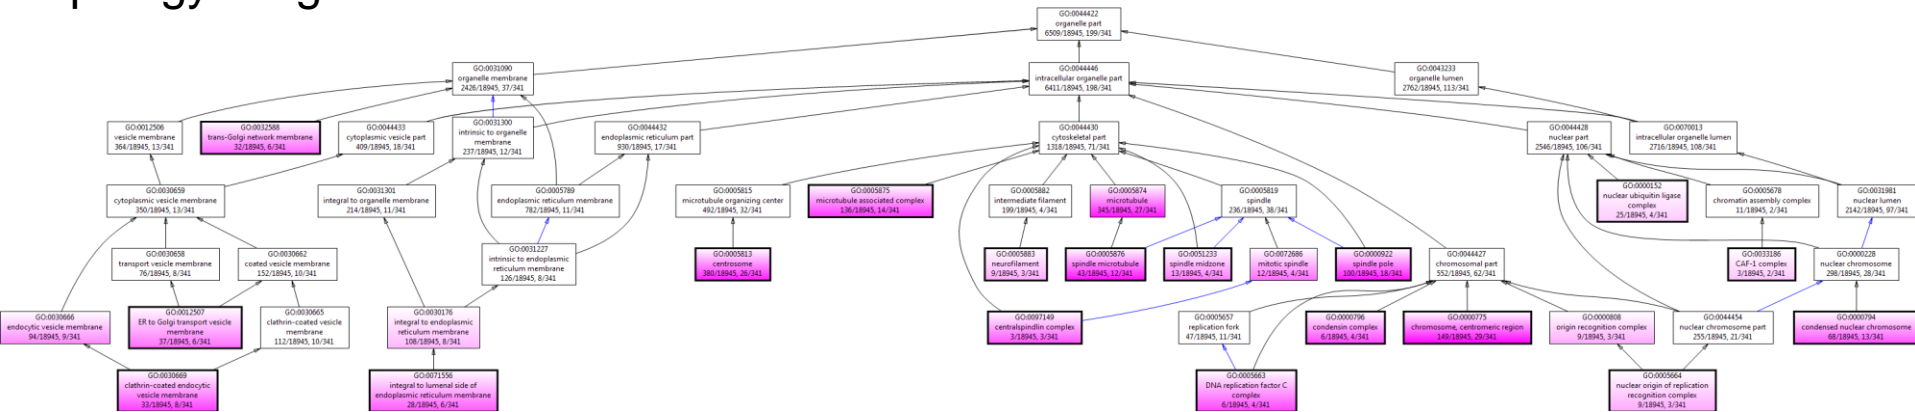 GO:0044422
organelle part
6509/18945, 199/341
GO:0031090
organelle membrane
2426/18945, 37/341
GO:0044446
intracellular organelle part
6411/18945, 198/341
GO:0043233
organelle lumen
2762/18945, 113/341
GO:0012506
vesicle membrane
364/18945, 13/341
GO:0032588
trans-Golgi network membrane
32/18945, 6/341
GO:0044433
cytoplasmic vesicle part
409/18945, 18/341
GO:0031300
intrinsic to organelle
membrane
237/18945, 12/341
GO:0044432
endoplasmic reticulum part
930/18945, 17/341
GO:0044430
cytoskeletal part
1318/18945, 71/341
GO:0044428
nuclear part
2546/18945, 106/341
GO:0070013
intracellular organelle lumen
2716/18945, 108/341
GO:0030659
cytoplasmic vesicle membrane
350/18945, 13/341
GO:0031301
integral to organelle membrane
214/18945, 11/341
GO:0005789
endoplasmic reticulum membrane
782/18945, 11/341
GO:0005815
microtubule organizing center
492/18945, 32/341
GO:0005875
microtubule associated complex
136/18945, 14/341
GO:0005882
intermediate filament
199/18945, 4/341
GO:0005874
microtubule
345/18945, 27/341
GO:0005819
spindle
236/18945, 38/341
GO:0000152
nuclear ubiquitin ligase
complex
25/18945, 4/341
GO:0005678
chromatin assembly complex
11/18945, 2/341
GO:0031981
nuclear lumen
2142/18945, 97/341
GO:0030658
transport vesicle membrane
76/18945, 8/341
GO:0030662
coated vesicle membrane
152/18945, 10/341
GO:0031227
intrinsic to endoplasmic
reticulum membrane
126/18945, 8/341
GO:0005813
centrosome
380/18945, 26/341
GO:0005883
neurofilament
9/18945, 3/341
GO:0005876
spindle microtubule
43/18945, 12/341
GO:0051233
spindle midzone
13/18945, 4/341
GO:0072686
mitotic spindle
12/18945, 4/341
GO:0000922
spindle pole
100/18945, 18/341
GO:0044427
chromosomal part
552/18945, 62/341
GO:0033186
CAF-1 complex
3/18945, 2/341
GO:0000228
nuclear chromosome
298/18945, 28/341
GO:0030666
endocytic vesicle membrane
94/18945, 9/341
GO:0012507
ER to Golgi transport vesicle
membrane
37/18945, 6/341
GO:0030665
clathrin-coated vesicle
membrane
112/18945, 10/341
GO:0030176
integral to endoplasmic
reticulum membrane
108/18945, 8/341
GO:0097149
centralspindlin complex
3/18945, 3/341
GO:0005657
replication fork
47/18945, 11/341
GO:0000796
condensin complex
6/18945, 4/341
GO:0000775
chromosome, centromeric region
149/18945, 29/341
GO:0000808
origin recognition complex
9/18945, 3/341
GO:0044454
nuclear chromosome part
255/18945, 21/341
GO:0000794
condensed nuclear chromosome
68/18945, 13/341
GO:0030669
clathrin-coated endocytic
vesicle membrane
33/18945, 8/341
GO:0071556
integral to lumenal side of
endoplasmic reticulum membrane
28/18945, 6/341
GO:0005663
DNA replication factor C
complex
6/18945, 4/341
GO:0005664
nuclear origin of replication
recognition complex
9/18945, 3/341